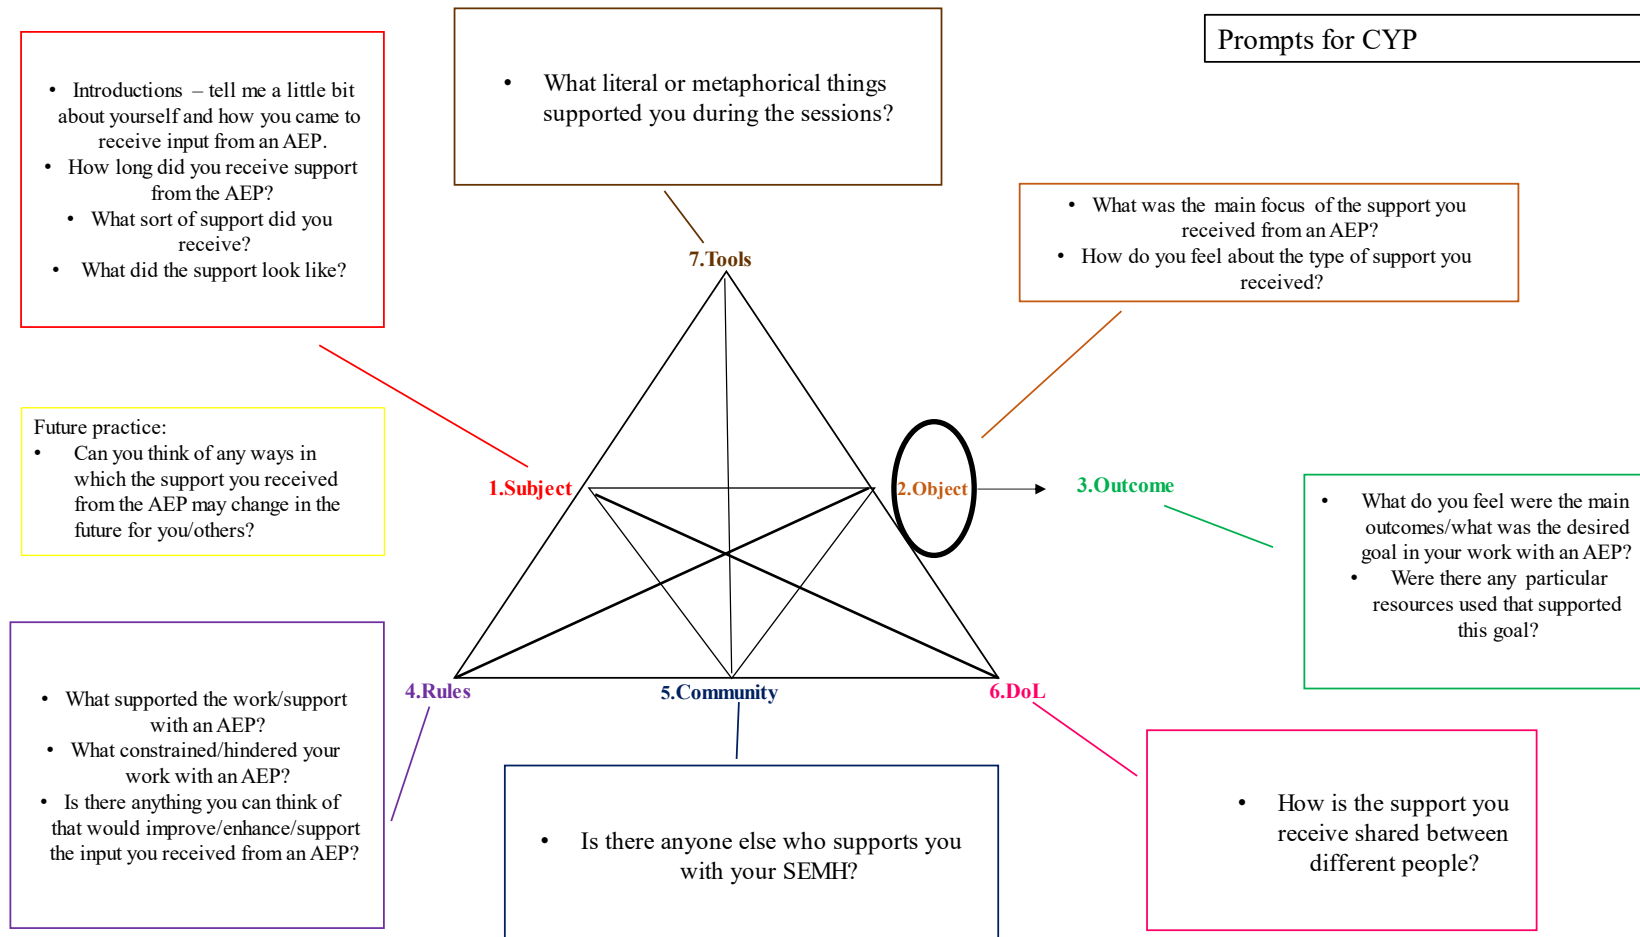 Prompts for CYP
• Introductions – tell me a little bit
about yourself and how you came to
receive input from an AEP.
• How long did you receive support
from the AEP?
• What sort of support did you
receive?
• What did the support look like?
• What literal or metaphorical things
supported you during the sessions?
• What was the main focus of the support you
received from an AEP?
• How do you feel about the type of support you
received?
7.Tools
Future practice:
• Can you think of any ways in
which the support you received
from the AEP may change in the
future for you/others?
1.Subject
2.Object
3.Outcome
• What do you feel were the main
outcomes/what was the desired
goal in your work with an AEP?
• Were there any particular
resources used that supported
this goal?
4.Rules
5.Community
6.DoL
• What supported the work/support
with an AEP?
• What constrained/hindered your
work with an AEP?
• Is there anything you can think of
that would improve/enhance/support
the input you received from an AEP?
• Is there anyone else who supports you
with your SEMH?
• How is the support you
receive shared between
different people?